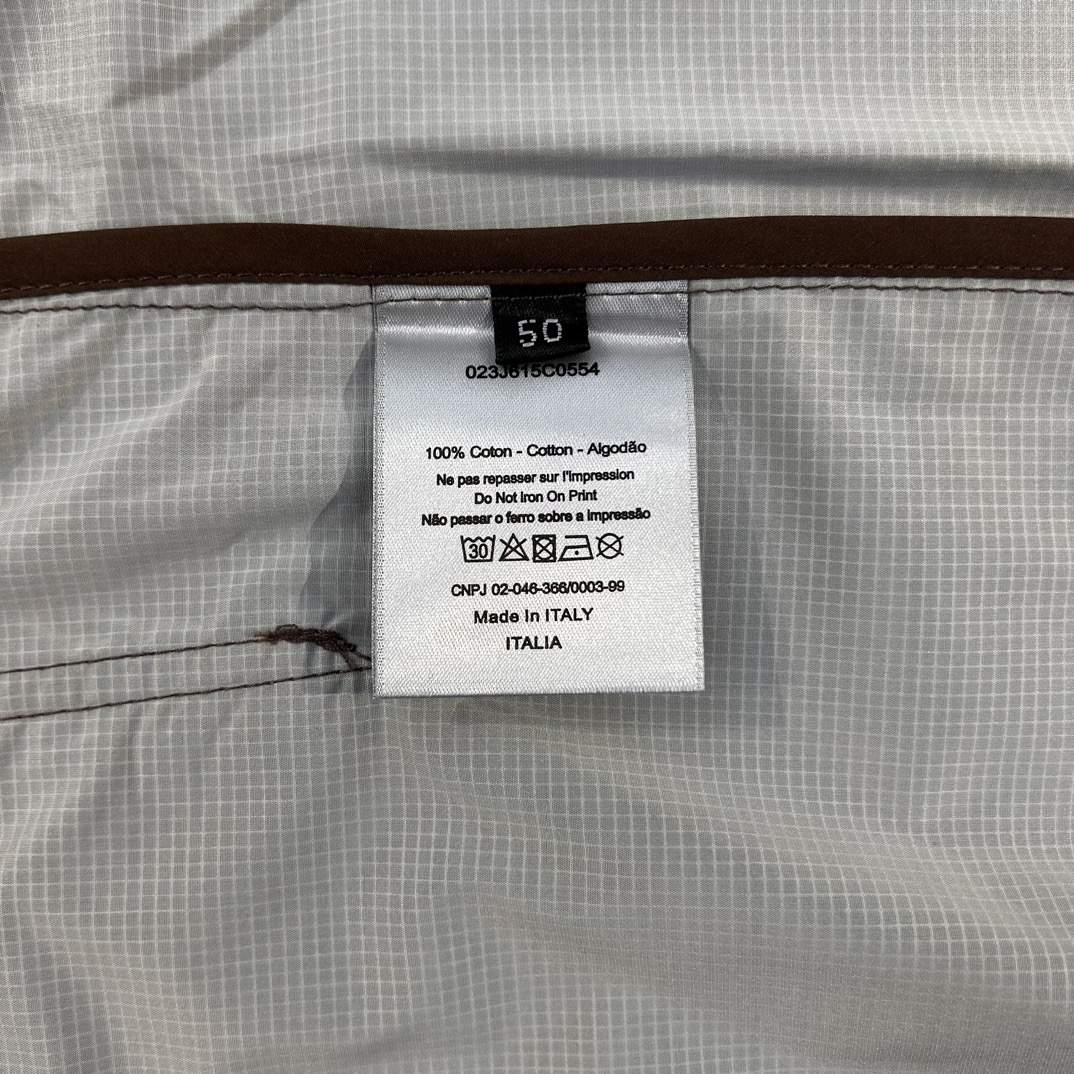 50
023J615C0554
100% Coton - Cotton - Algodão
Ne pas repasser sur l'impression
Do Not Iron On Print
Não passar o ferro sobre a impressão
30
CNPJ 02-046-366/0003-99
Made In ITALY
ITALIA